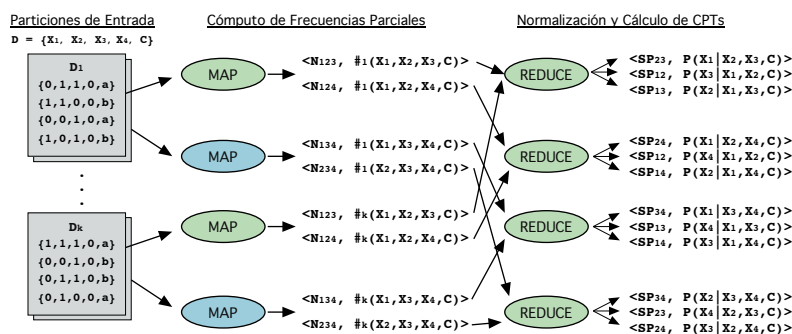 Particiones de Entrada
D = {X1, X2, X3, X4, C}
D1
{0,1,1,0,a}
{1,1,0,0,b}
{0,0,1,0,a}
{1,0,1,0,b}
.
.
.
Dk
{1,1,1,0,a}
{0,0,1,0,b}
{0,1,1,0,b}
{0,1,0,0,a}
Cómputo de Frecuencias Parciales
MAP
<N123, #1(X1,X2,X3,C)>
<N124, #1(X1,X2,X4,C)>
MAP
<N134, #1(X1,X3,X4,C)>
<N234, #1(X2,X3,X4,C)>
MAP
<N123, #k(X1,X2,X3,C)>
<N124, #k(X1,X2,X4,C)>
MAP
<N134, #k(X1,X3,X4,C)>
<N234, #k(X2,X3,X4,C)>
Normalización y Cálculo de CPTs
REDUCE
<SP23, P(X1|X2,X3,C)>
<SP12, P(X3|X1,X2,C)>
<SP13, P(X2|X1,X3,C)>
REDUCE
<SP24, P(X1|X2,X4,C)>
<SP12, P(X4|X1,X2,C)>
<SP14, P(X2|X1,X4,C)>
REDUCE
<SP34, P(X1|X3,X4,C)>
<SP13, P(X4|X1,X3,C)>
<SP14, P(X3|X1,X4,C)>
REDUCE
<SP34, P(X2|X3,X4,C)>
<SP23, P(X4|X2,X3,C)>
<SP24, P(X3|X2,X4,C)>